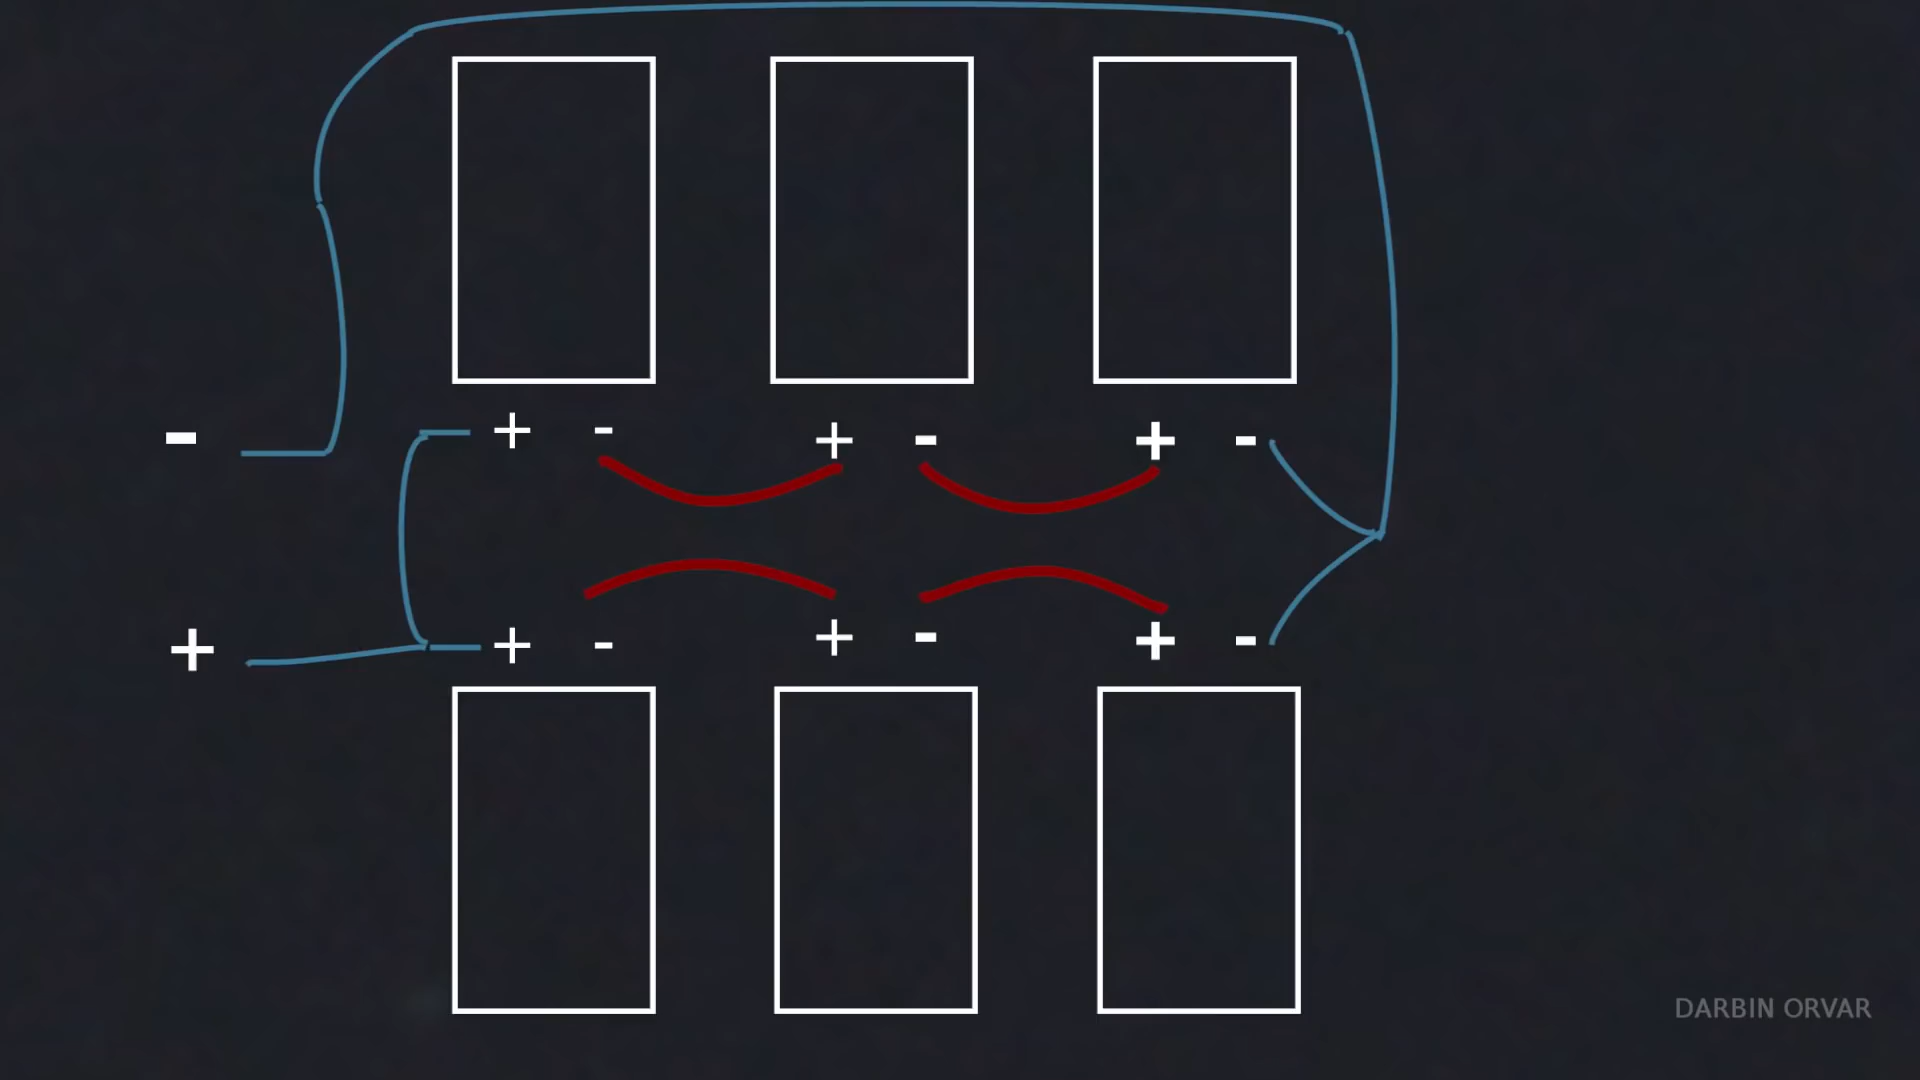 + - + - + -
-
+ - + - + -
+
DARBIN ORVAR